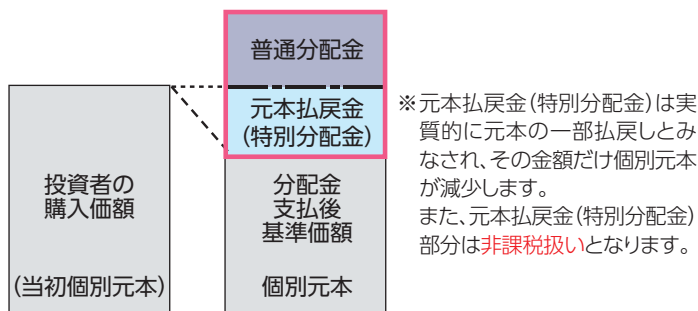 普通分配金
元本払戻金
(特別分配金)
投資者の
購入価額
(当初個別元本)
分配金
支払後
基準価額
個別元本
※元本払戻金(特別分配金)は実
質的に元本の一部払戻しとみ
なされ、その金額だけ個別元本
が減少します。
また、元本払戻金(特別分配金)
部分は非課税扱いとなります。